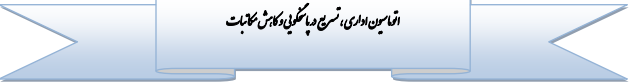 اتوماسیون اداری، تسریع در پاسخگویی و کاهش مکاتبات